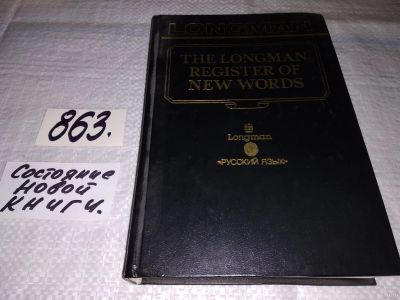 LONGMAN
THE LONGMAN
REGISTER OF
NEW WORDS
Longman
«РУССКИЙ ЯЗЫК»
863.
Состояние
новой
книги.